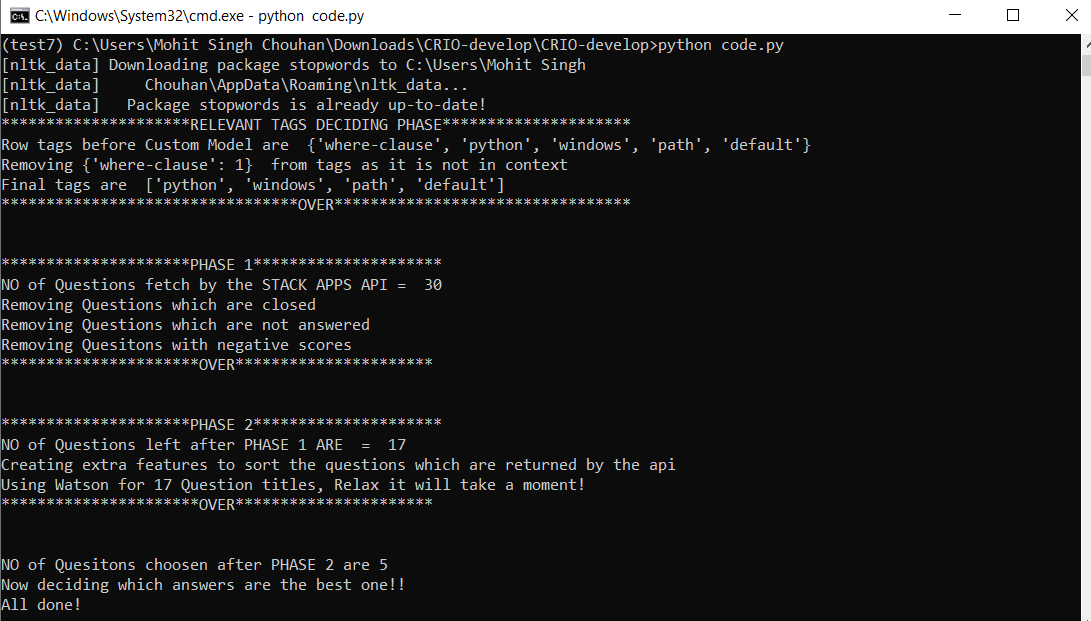 C:\Windows\System32\cmd.exe - python  code.py
(test7) C:\Users\Mohit Singh Chouhan\Downloads\CRIO-develop\CRIO-develop>python code.py
[nltk_data] Downloading package stopwords to C:\Users\Mohit Singh
[nltk_data]     Chouhan\AppData\Roaming\nltk_data...
[nltk_data]   Package stopwords is already up-to-date!
*********************RELEVANT TAGS DECIDING PHASE*********************
Row tags before Custom Model are  {'where-clause', 'python', 'windows', 'path', 'default'}
Removing {'where-clause': 1}  from tags as it is not in context
Final tags are  ['python', 'windows', 'path', 'default']
*********************************OVER*********************************
*********************PHASE 1*********************
NO of Questions fetch by the STACK APPS API =  30
Removing Questions which are closed
Removing Questions which are not answered
Removing Quesitons with negative scores
**********************OVER**********************
*********************PHASE 2*********************
NO of Questions left after PHASE 1 ARE  =  17
Creating extra features to sort the questions which are returned by the api
Using Watson for 17 Question titles, Relax it will take a moment!
**********************OVER**********************
NO of Quesitons choosen after PHASE 2 are 5
Now deciding which answers are the best one!!
All done!